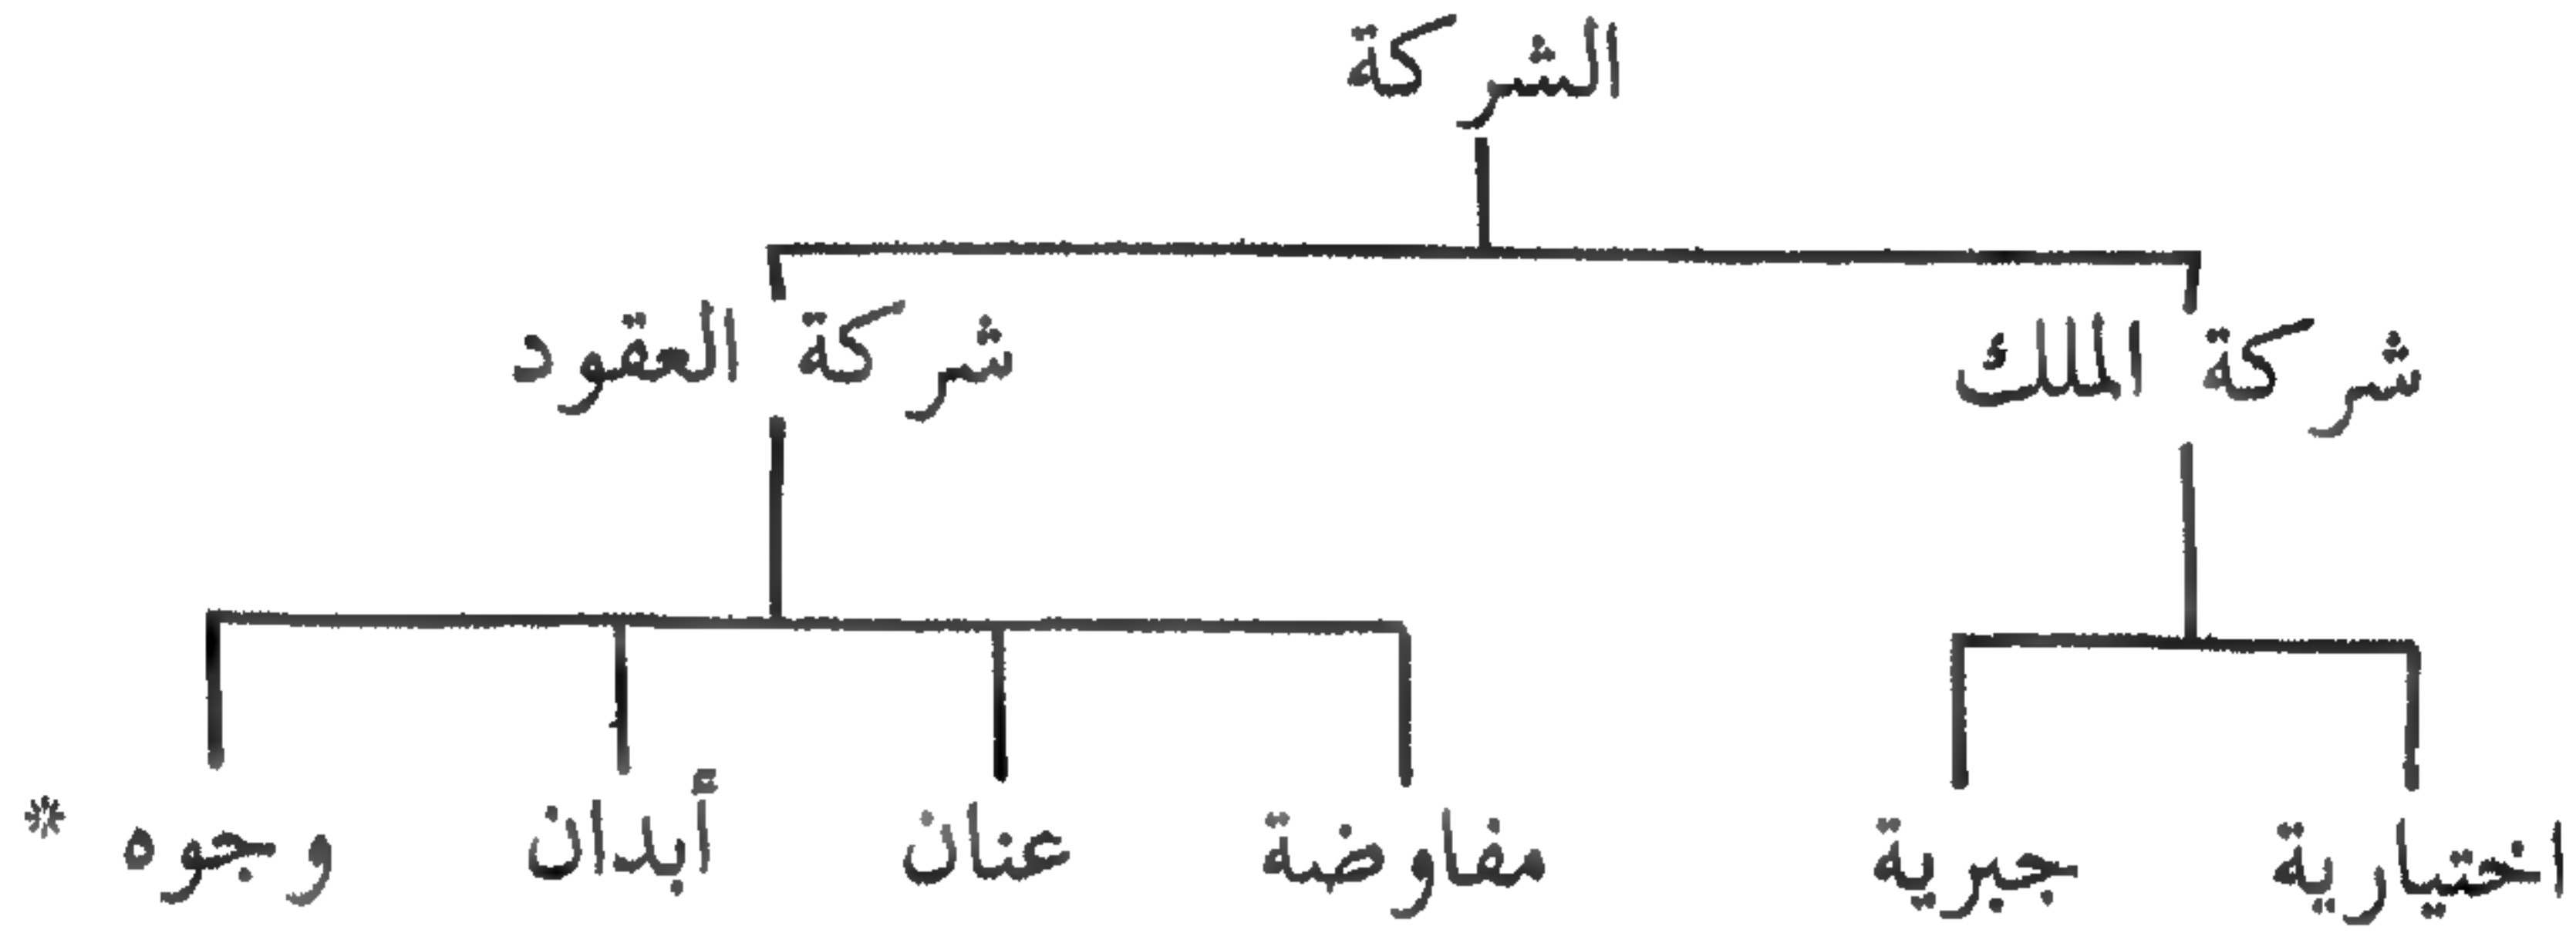 الشركة
شركة الملك شركة العقود
اختيارية جبرية مفاوضة عنان أبدان وجوه *